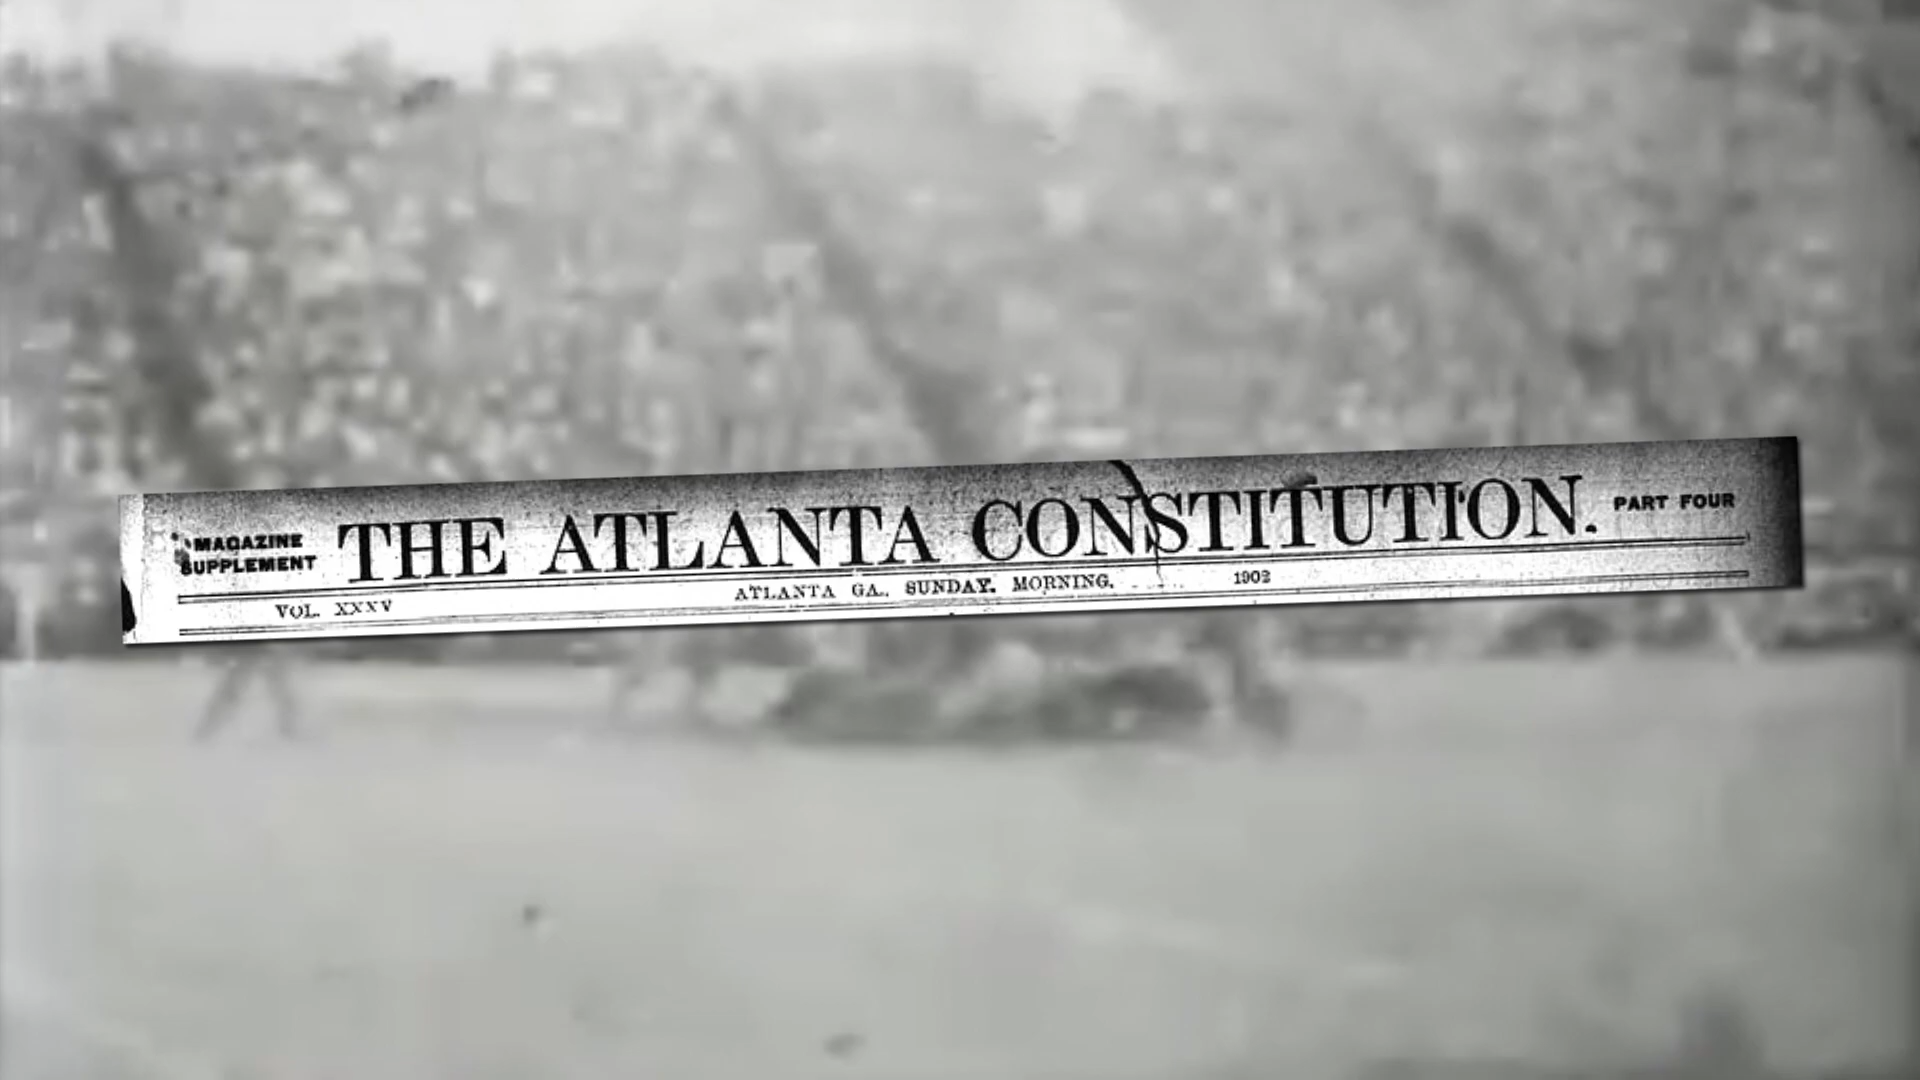 MAGAZINE
SUPPLEMENT
THE ATLANTA CONSTITUTION.
PART FOUR
VOL. XXXV
ATLANTA GA., SUNDAY. MORNING.
1902